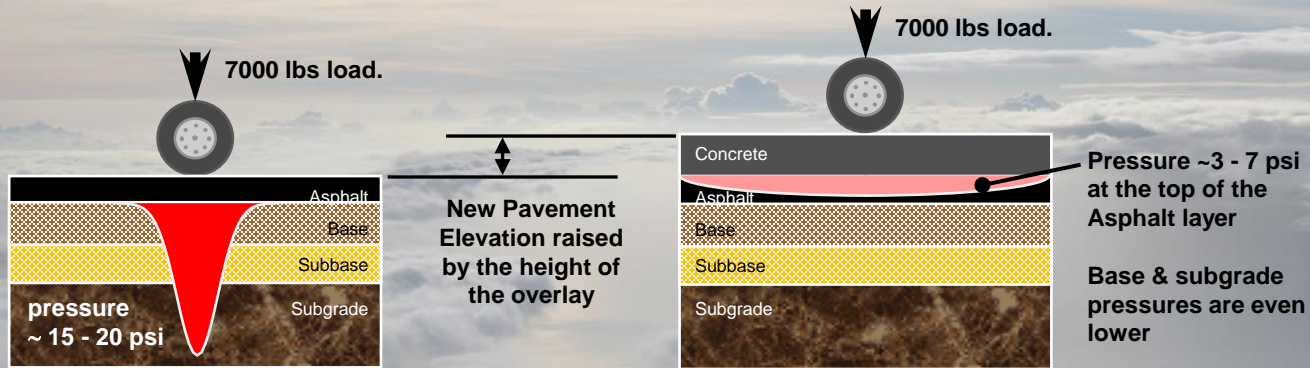 7000 lbs load.
Asphalt
Base
Subbase
Subgrade
pressure
~ 15 - 20 psi
New Pavement
Elevation raised
by the height of
the overlay
7000 lbs load.
Concrete
Asphalt
Base
Subbase
Subgrade
Pressure ~3 - 7 psi
at the top of the
Asphalt layer
Base & subgrade
pressures are even
lower